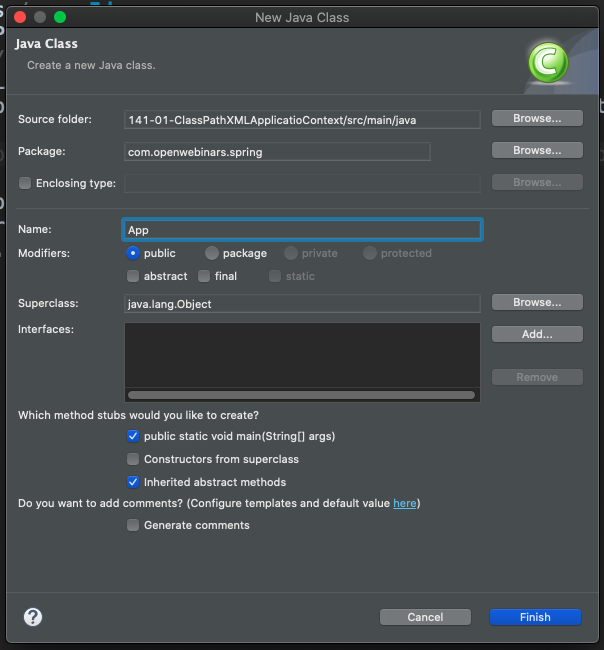 New Java Class
Java Class
Create a new Java class.
Source folder: 141-01-ClassPathXMLApplicatioContext/src/main/java Browse...
Package: com.openwebinars.spring Browse...
Enclosing type: Browse...
Name: App
Modifiers: public package private protected
abstract final static
Superclass: java.lang.Object Browse...
Interfaces: Add...
Remove
Which method stubs would you like to create?
public static void main(String[] args)
Constructors from superclass
Inherited abstract methods
Do you want to add comments? (Configure templates and default value here)
Generate comments
? Cancel Finish